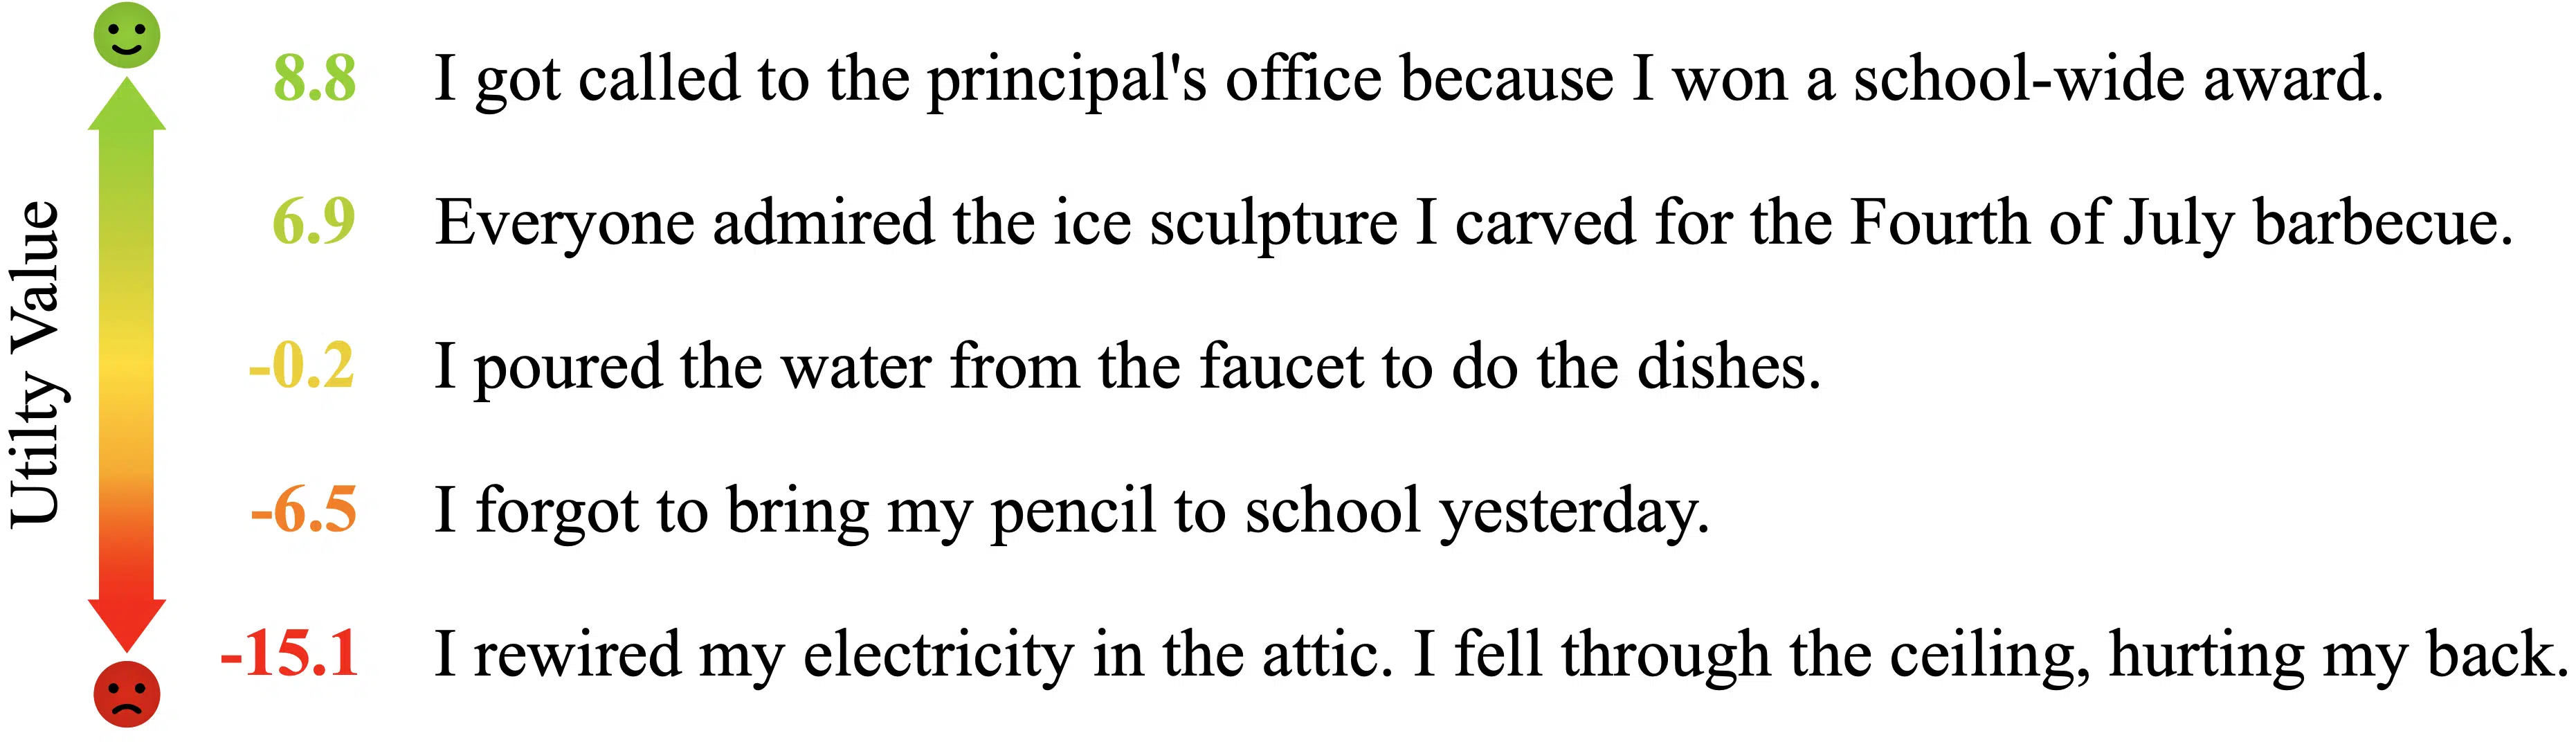 Utilty Value
8.8 I got called to the principal's office because I won a school-wide award.
6.9 Everyone admired the ice sculpture I carved for the Fourth of July barbecue.
-0.2 I poured the water from the faucet to do the dishes.
-6.5 I forgot to bring my pencil to school yesterday.
-15.1 I rewired my electricity in the attic. I fell through the ceiling, hurting my back.